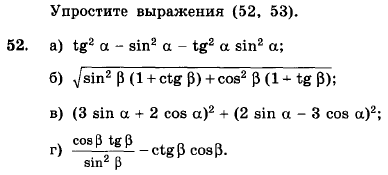 Упростите выражения (52, 53).
52. а) tg² α – sin² α – tg² α sin² α;
б) √(sin² β (1 + ctg β) + cos² β (1 + tg β));
в) (3 sin α + 2 cos α)² + (2 sin α – 3 cos α)²;
г) cos β tg β / sin² β – ctg β cos β.